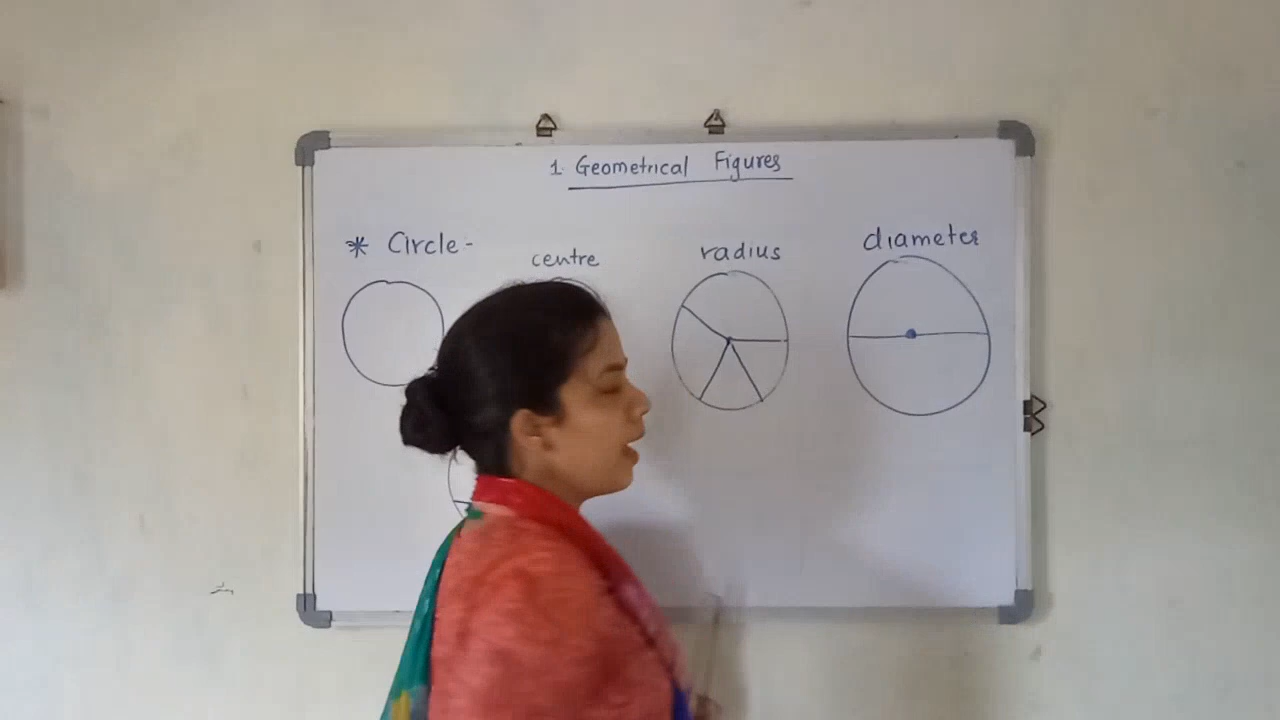 1. Geometrical Figures
* Circle:-
centre
radius
diameter